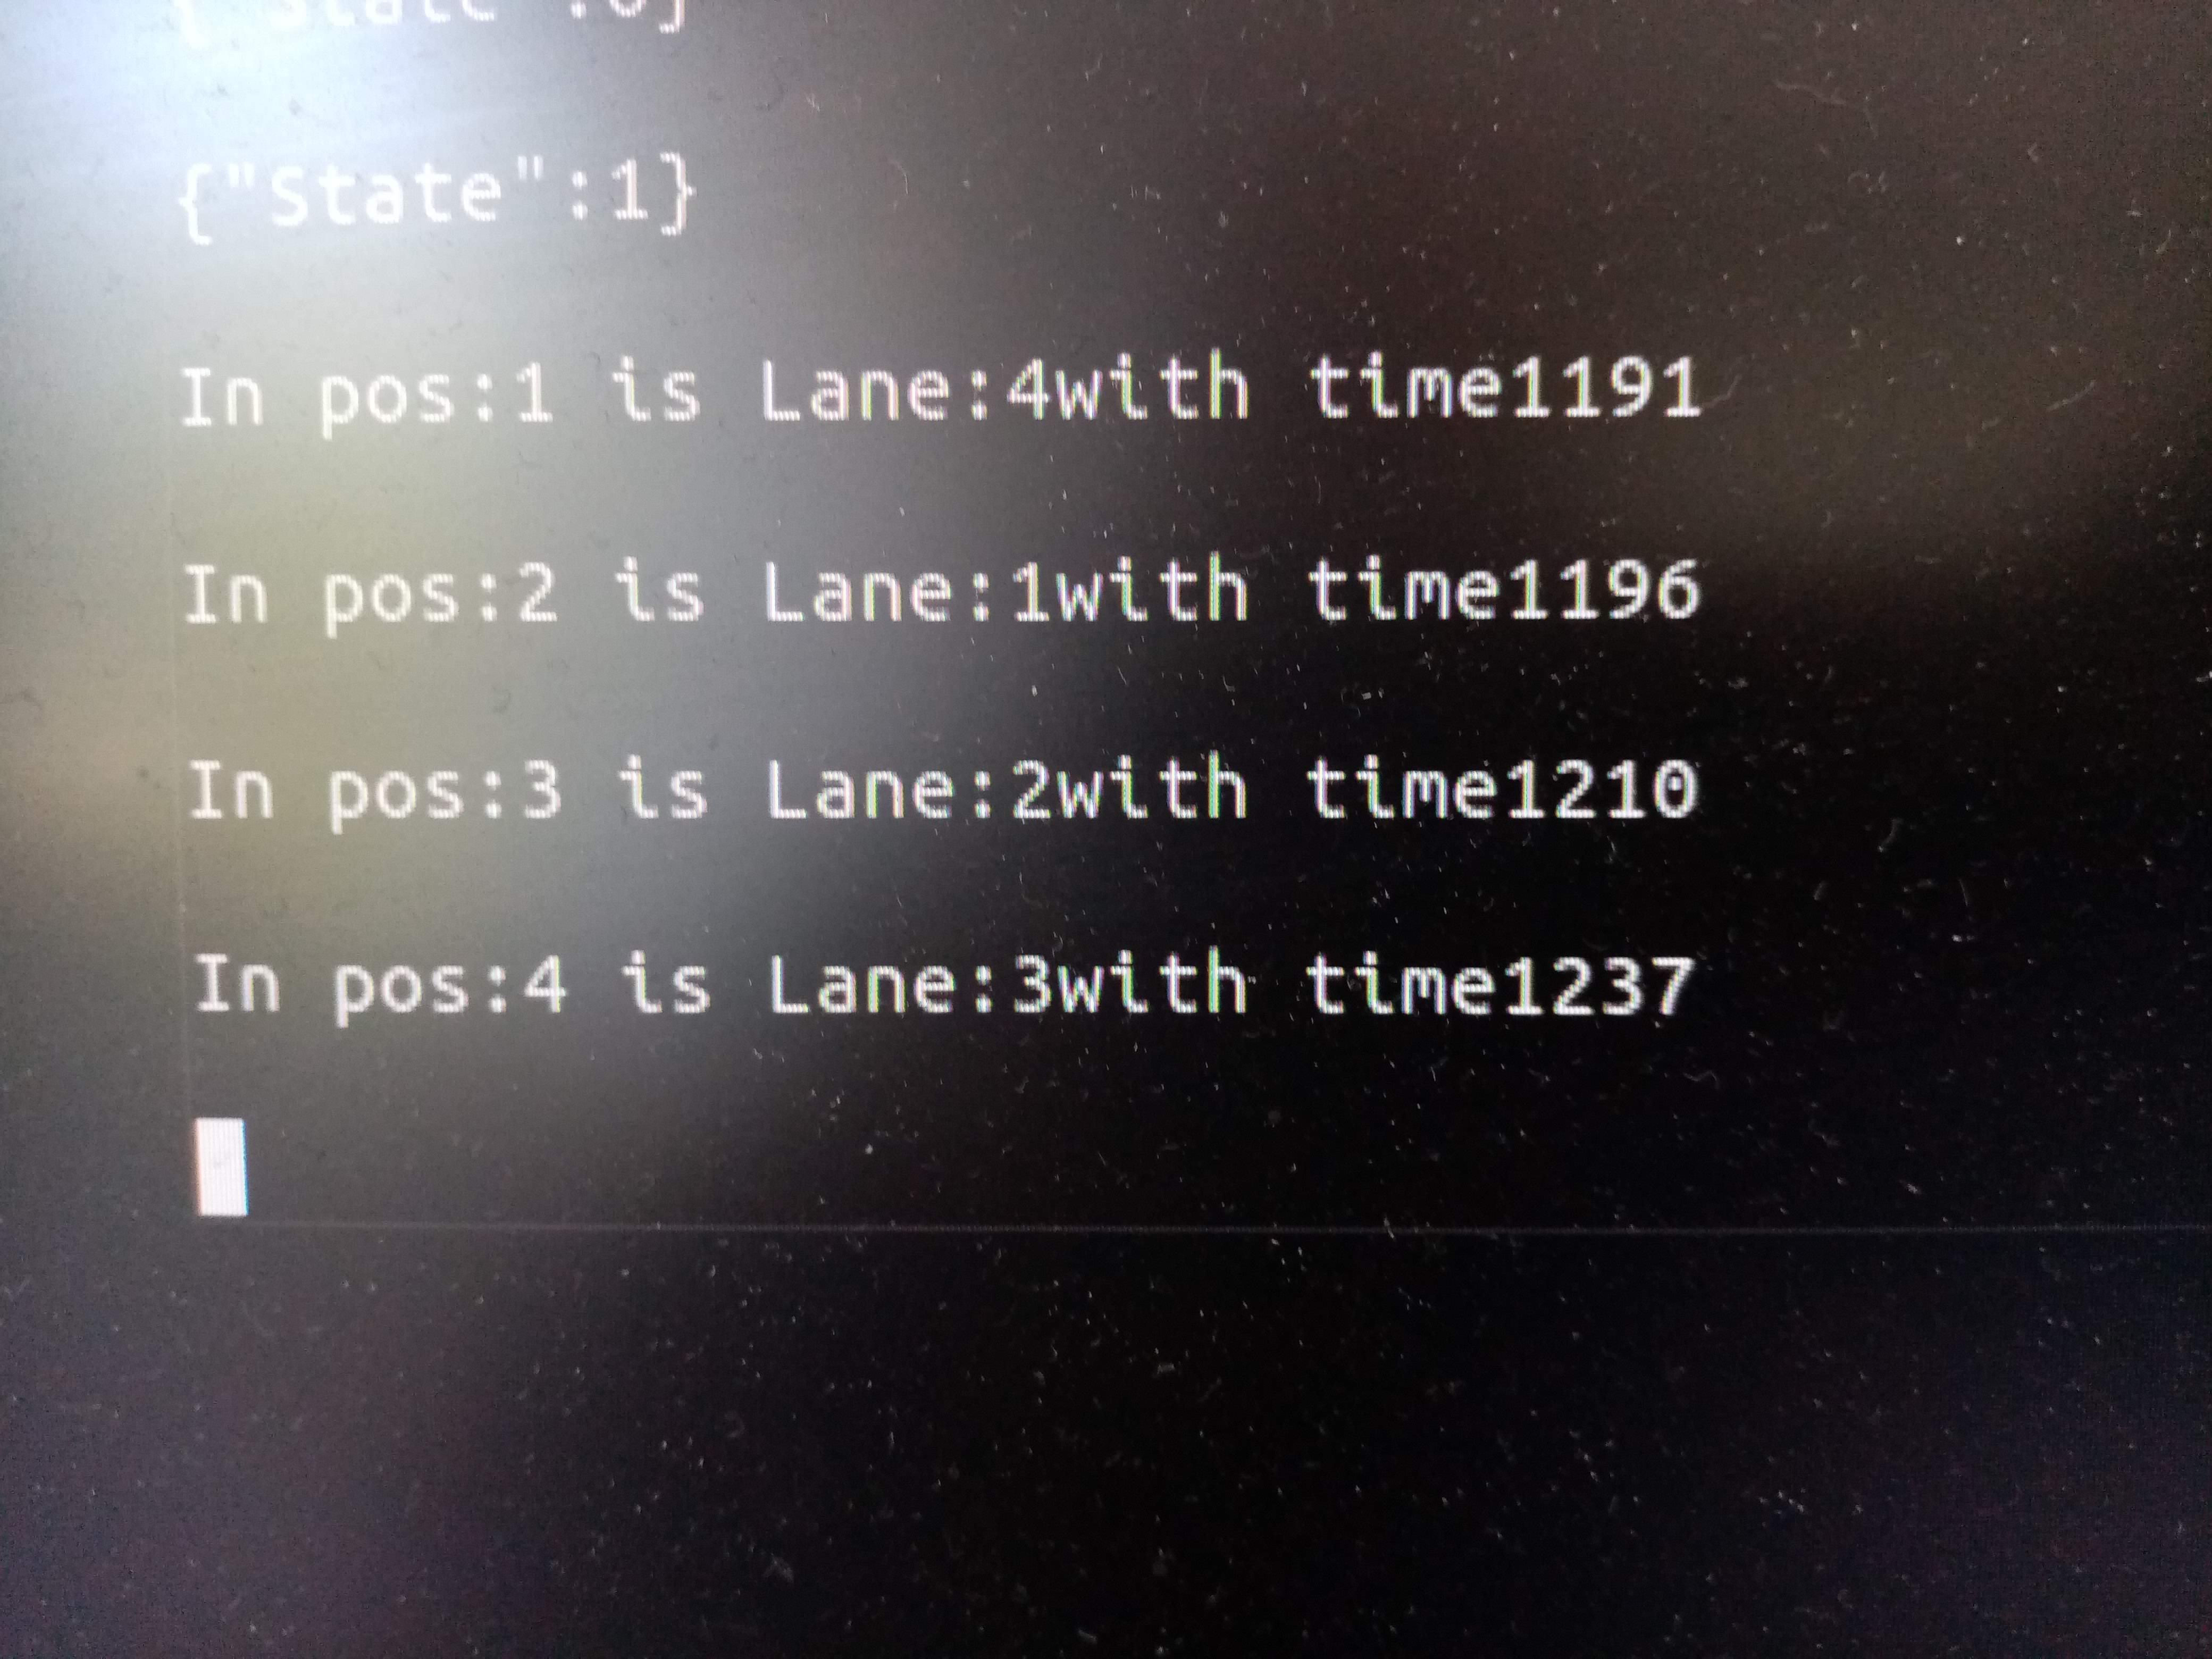 {"State":1}
In pos:1 is Lane:4with time1191
In pos:2 is Lane:1with time1196
In pos:3 is Lane:2with time1210
In pos:4 is Lane:3with time1237